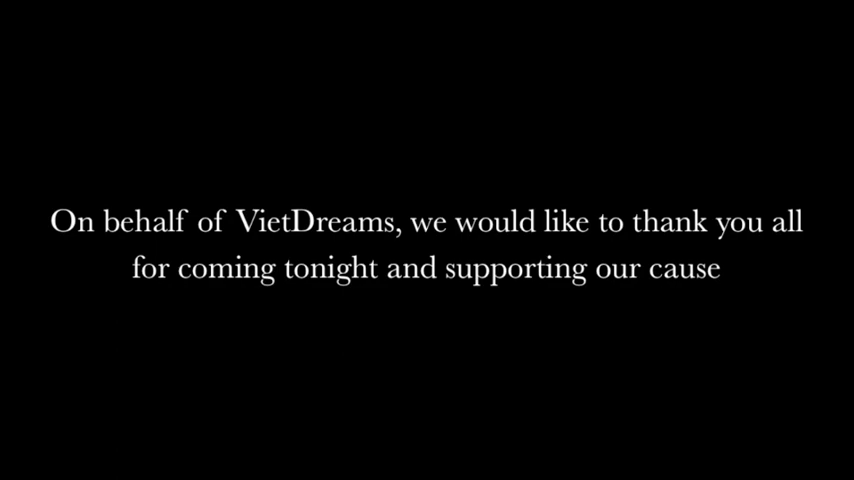 On behalf of VietDreams, we would like to thank you all
for coming tonight and supporting our cause